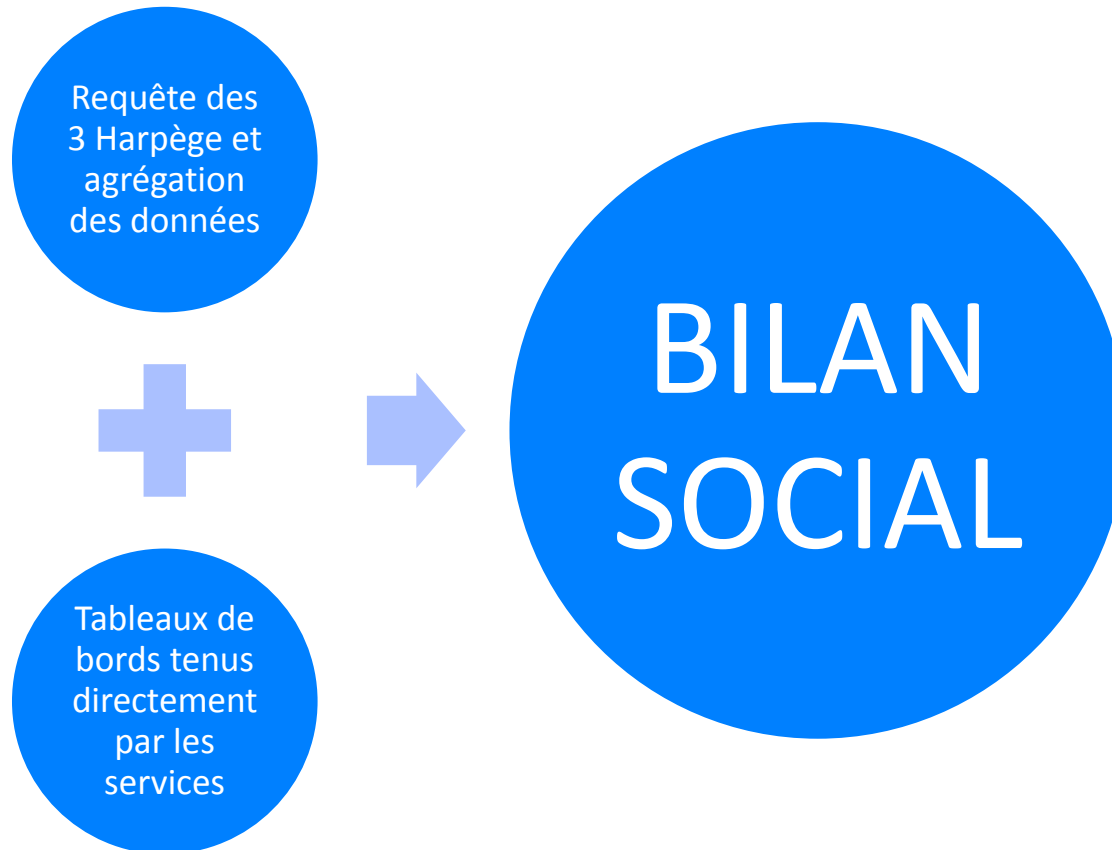 Requête des
3 Harpège et
agrégation
des données
Tableaux de
bords tenus
directement
par les
services
BILAN
SOCIAL